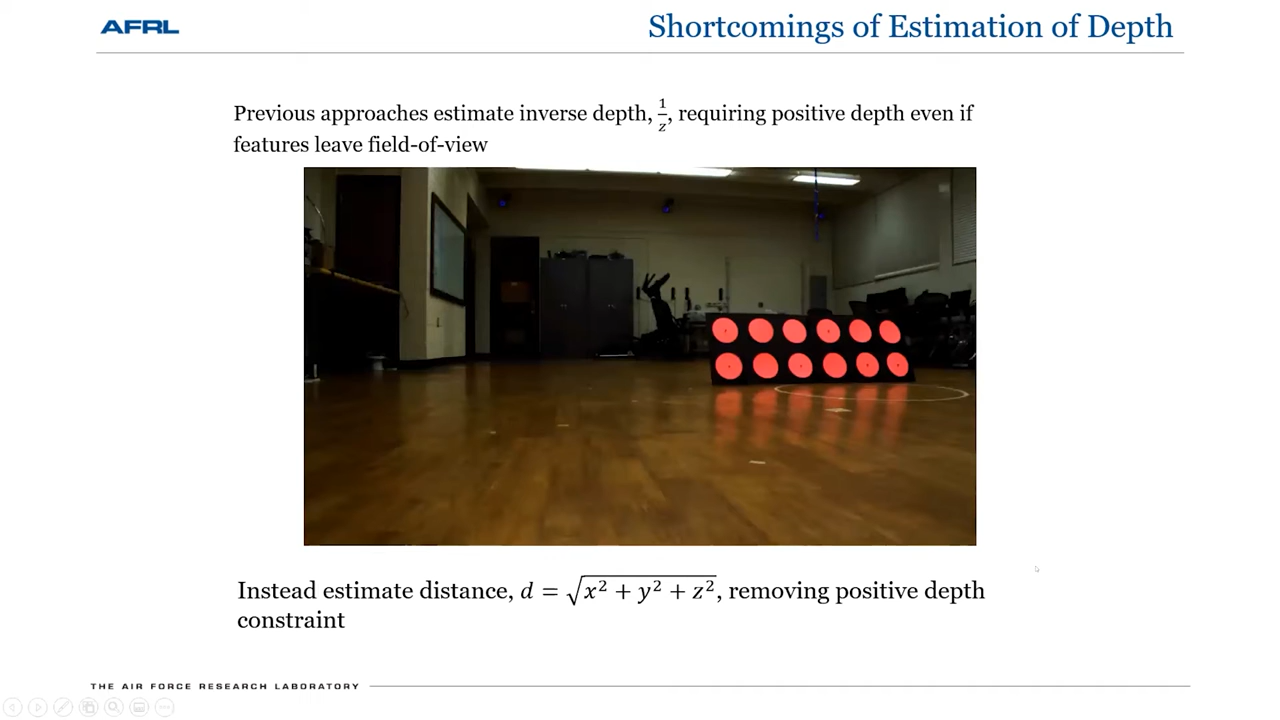 AFRL
Shortcomings of Estimation of Depth
Previous approaches estimate inverse depth, 1/z, requiring positive depth even if
features leave field-of-view
Instead estimate distance, d = √(x² + y² + z²), removing positive depth
constraint
THE AIR FORCE RESEARCH LABORATORY